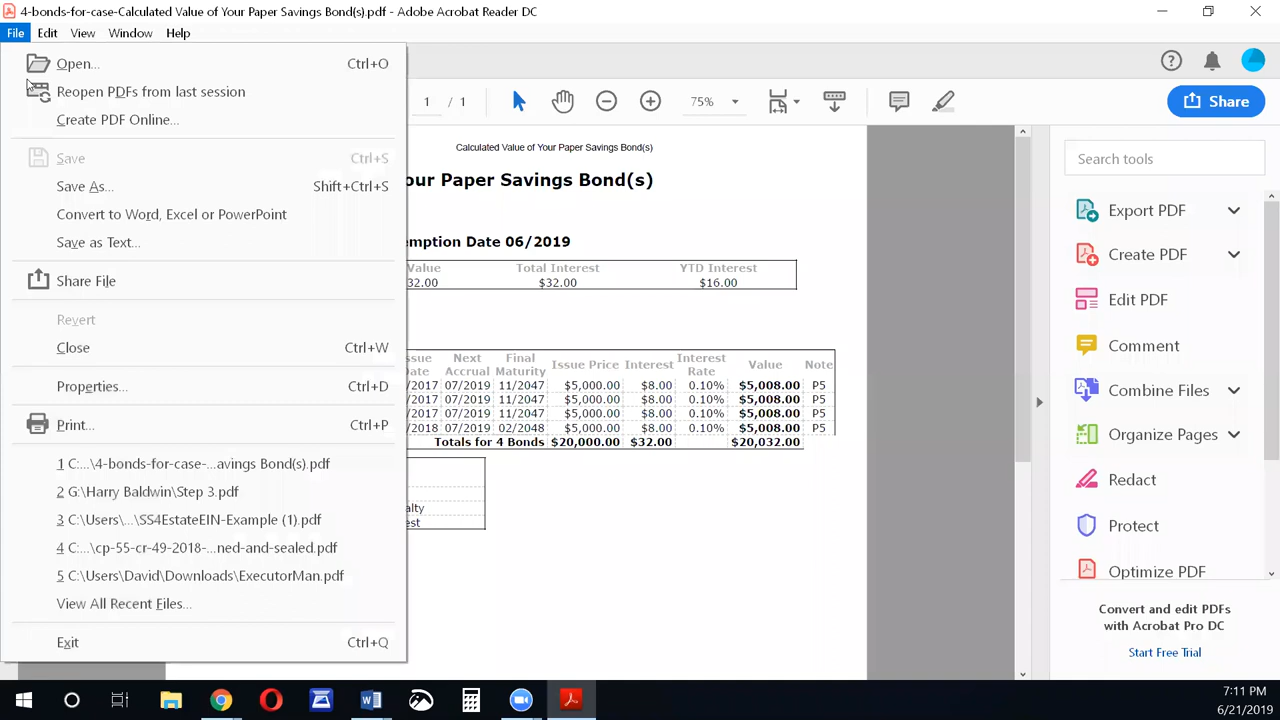 4-bonds-for-case-Calculated Value of Your Paper Savings Bond(s).pdf - Adobe Acrobat Reader DC
File Edit View Window Help
Open... Ctrl+O
Reopen PDFs from last session
Create PDF Online...
Save Ctrl+S
Save As... Shift+Ctrl+S
Convert to Word, Excel or PowerPoint
Save as Text...
Share File
Revert
Close Ctrl+W
Properties... Ctrl+D
Print... Ctrl+P
1 C:...\4-bonds-for-case-...avings Bond(s).pdf
2 G:\Harry Baldwin\Step 3.pdf
3 C:\Users\...\SS4EstateEIN-Example (1).pdf
4 C:...\cp-55-cr-49-2018-...ned-and-sealed.pdf
5 C:\Users\David\Downloads\ExecutorMan.pdf
View All Recent Files...
Exit Ctrl+Q
1 / 1 75% Share
Calculated Value of Your Paper Savings Bond(s)
our Paper Savings Bond(s)
emption Date 06/2019
Value Total Interest YTD Interest
32.00 $32.00 $16.00
ssue Next Final Issue Price Interest Interest Value Note
Date Accrual Maturity Rate
/2017 07/2019 11/2047 $5,000.00 $8.00 0.10% $5,008.00 P5
/2017 07/2019 11/2047 $5,000.00 $8.00 0.10% $5,008.00 P5
/2017 07/2019 11/2047 $5,000.00 $8.00 0.10% $5,008.00 P5
/2018 07/2019 02/2048 $5,000.00 $8.00 0.10% $5,008.00 P5
Totals for 4 Bonds $20,000.00 $32.00 $20,032.00
alty
est
Search tools
Export PDF
Create PDF
Edit PDF
Comment
Combine Files
Organize Pages
Redact
Protect
Optimize PDF
Convert and edit PDFs
with Acrobat Pro DC
Start Free Trial
7:11 PM
6/21/2019